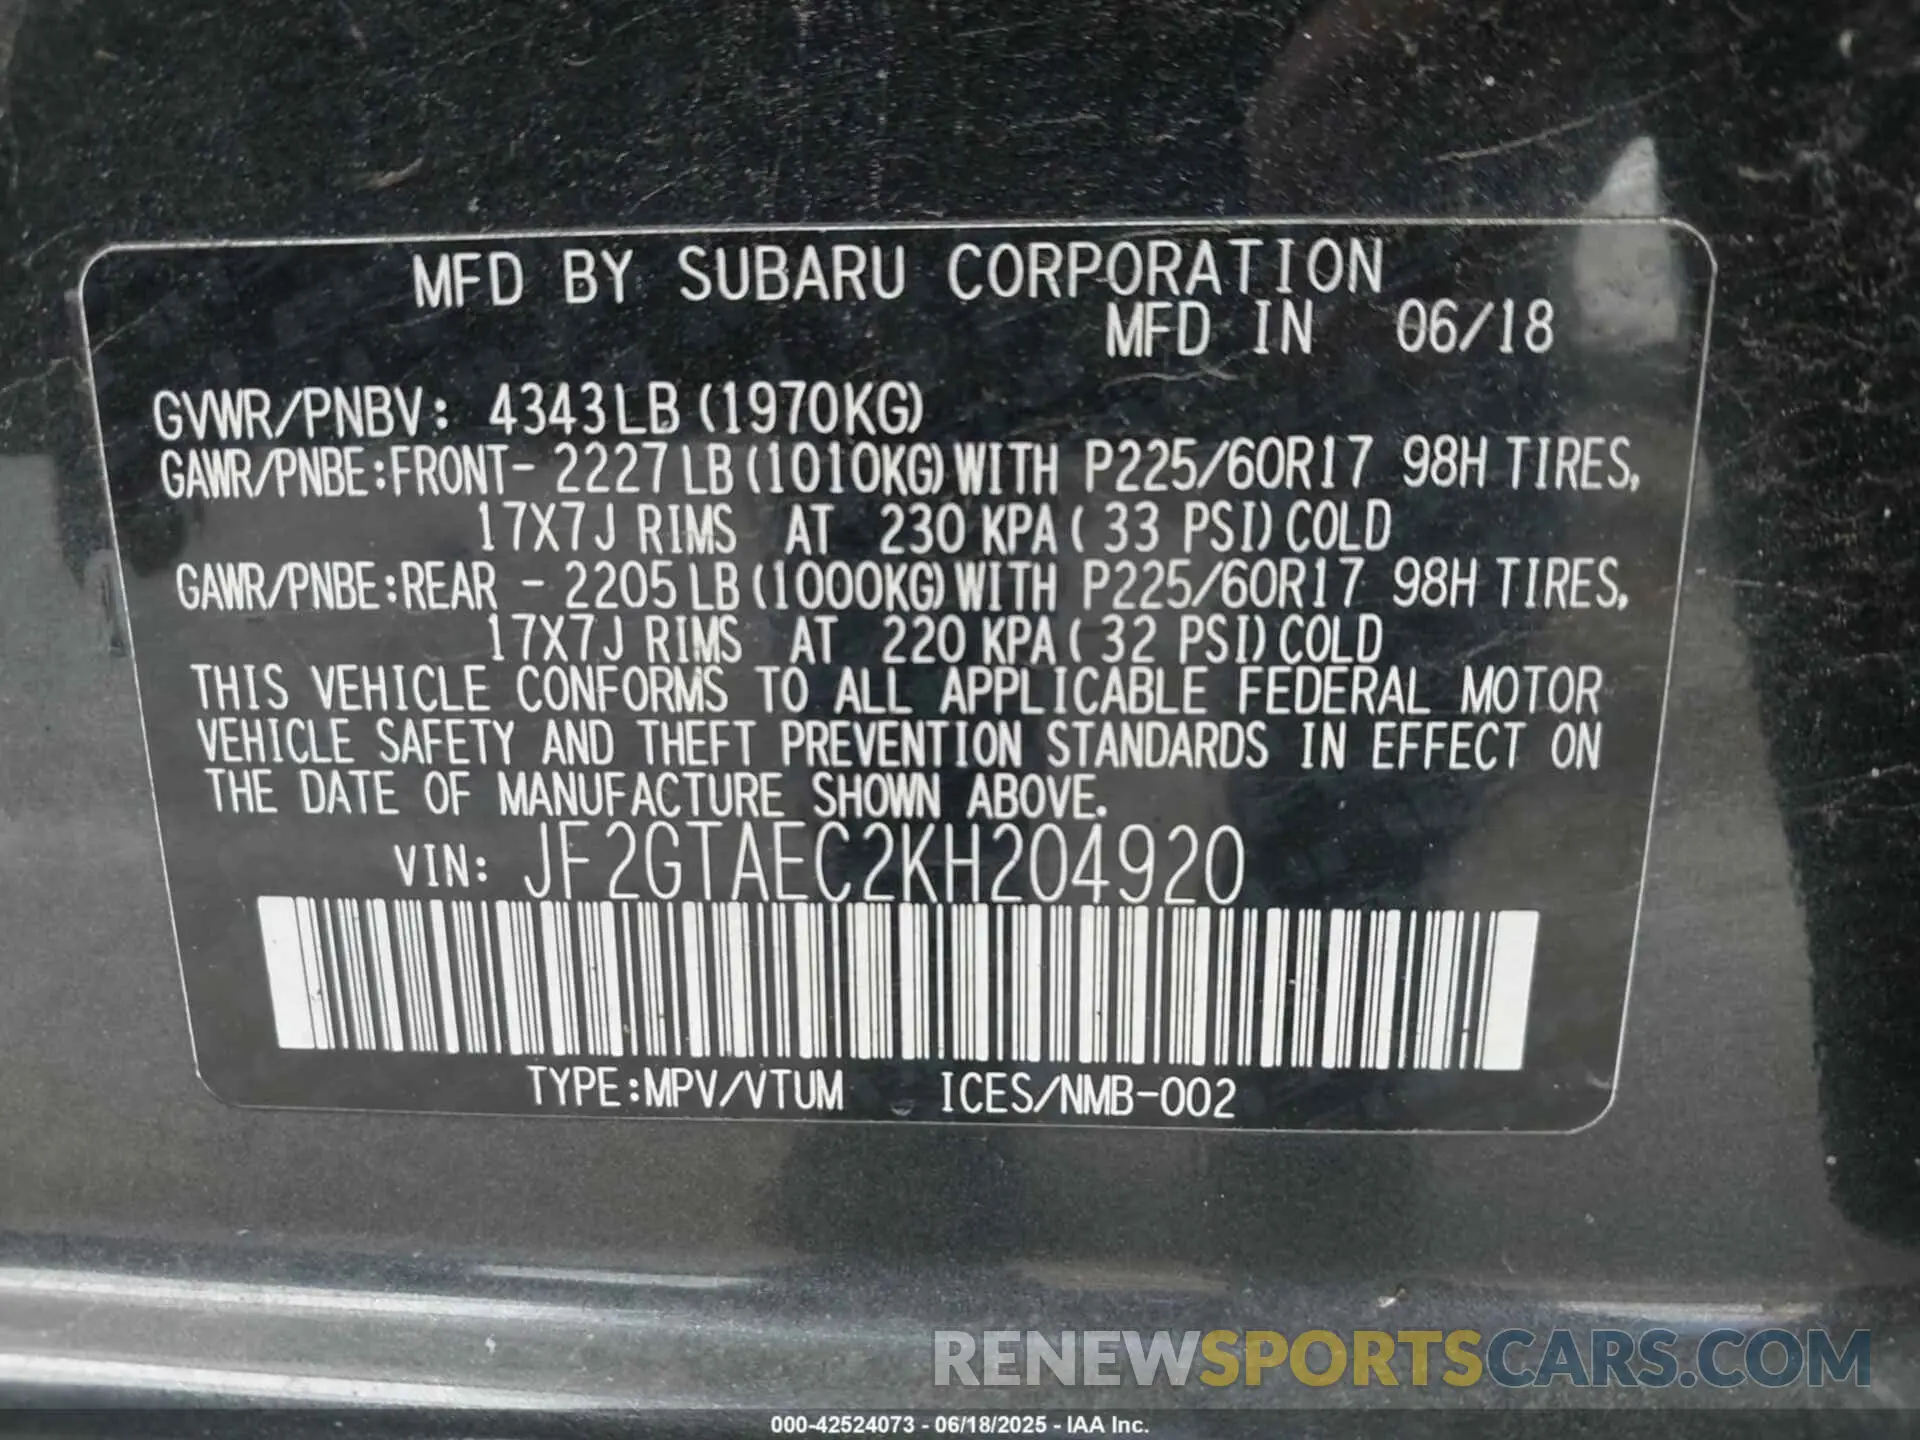 MFD BY SUBARU CORPORATION
MFD IN 06/18
GVWR/PNBV: 4343LB (1970KG)
GAWR/PNBE:FRONT- 2227 LB (1010KG) WITH P225/60R17 98H TIRES,
17X7J RIMS AT 230 KPA ( 33 PSI) COLD
GAWR/PNBE:REAR - 2205 LB (1000KG) WITH P225/60R17 98H TIRES,
17X7J RIMS AT 220 KPA ( 32 PSI) COLD
THIS VEHICLE CONFORMS TO ALL APPLICABLE FEDERAL MOTOR
VEHICLE SAFETY AND THEFT PREVENTION STANDARDS IN EFFECT ON
THE DATE OF MANUFACTURE SHOWN ABOVE.
VIN: JF2GTAEC2KH204920
TYPE:MPV/VTUM ICES/NMB-002
RENEWSPORTSCARS.COM
000-42524073 - 06/18/2025 - IAA Inc.